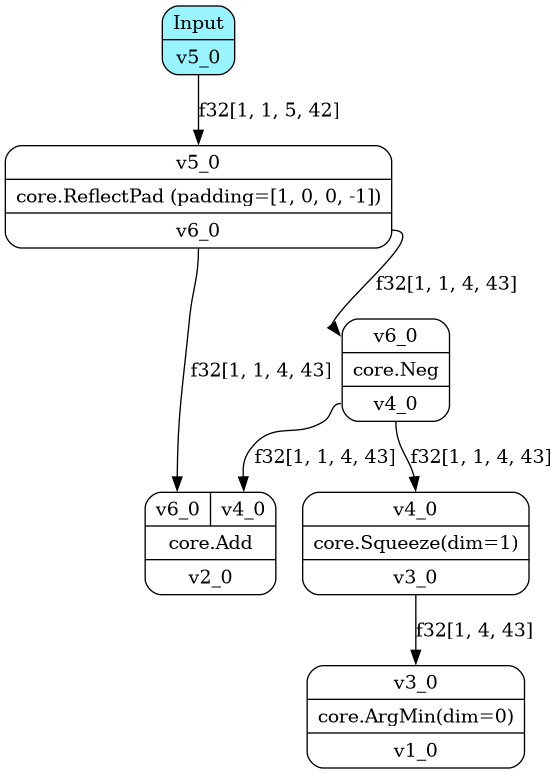 Input
v5_0
f32[1, 1, 5, 42]
v5_0
core.ReflectPad (padding=[1, 0, 0, -1])
v6_0
f32[1, 1, 4, 43]
v6_0
f32[1, 1, 4, 43]
core.Neg
v4_0
f32[1, 1, 4, 43]
f32[1, 1, 4, 43]
v6_0
v4_0
v4_0
core.Add
core.Squeeze(dim=1)
v2_0
v3_0
f32[1, 4, 43]
v3_0
core.ArgMin(dim=0)
v1_0